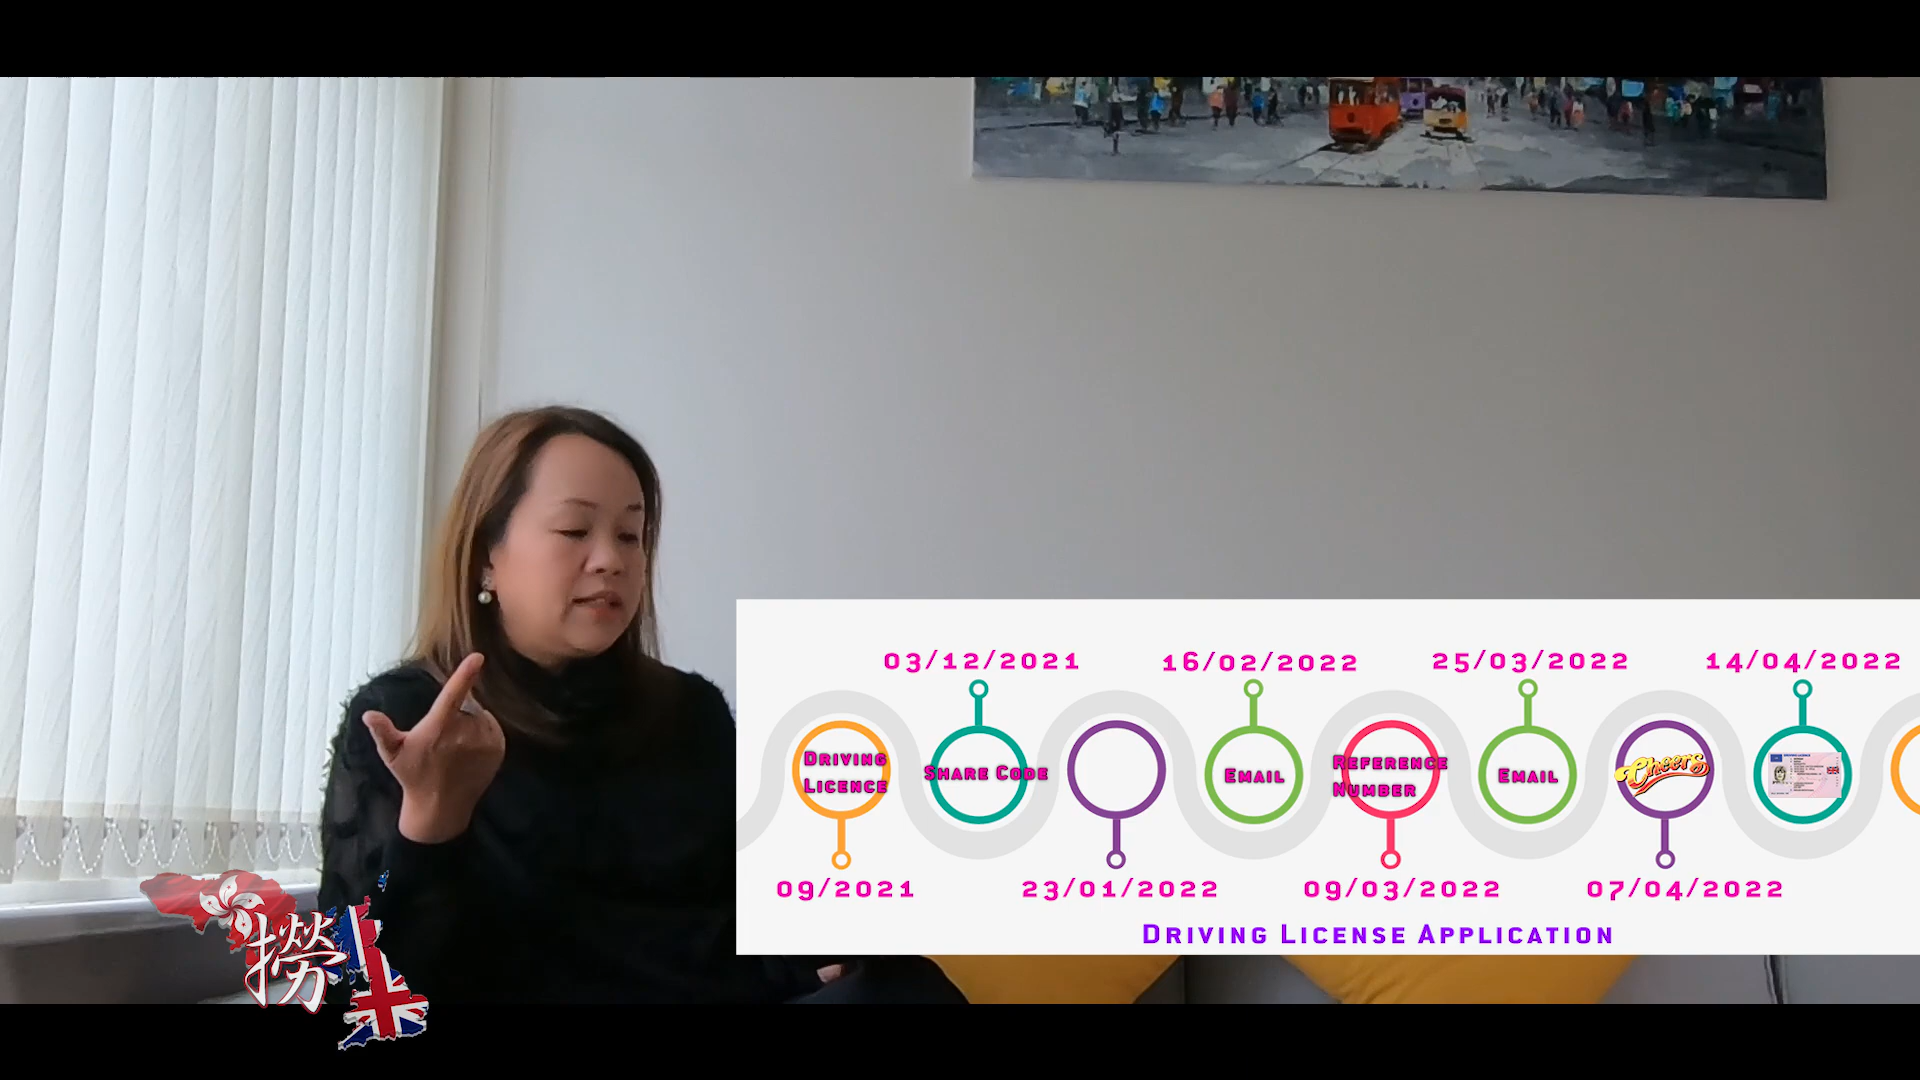 03/12/2021
16/02/2022
25/03/2022
14/04/2022
DRIVING
LICENCE
SHARE CODE
EMAIL
REFERENCE
NUMBER
EMAIL
Cheers
09/2021
23/01/2022
09/03/2022
07/04/2022
DRIVING LICENSE APPLICATION
撈